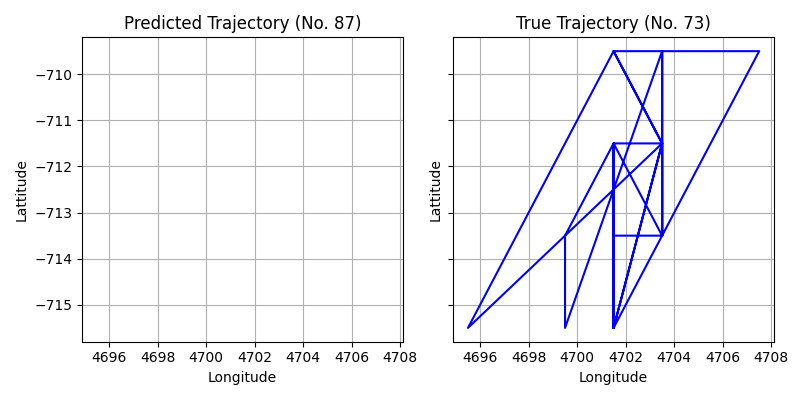 Predicted Trajectory (No. 87)
True Trajectory (No. 73)
Lattitude
−710
−711
−712
−713
−714
−715
4696 4698 4700 4702 4704 4706 4708
Longitude
Lattitude
4696 4698 4700 4702 4704 4706 4708
Longitude